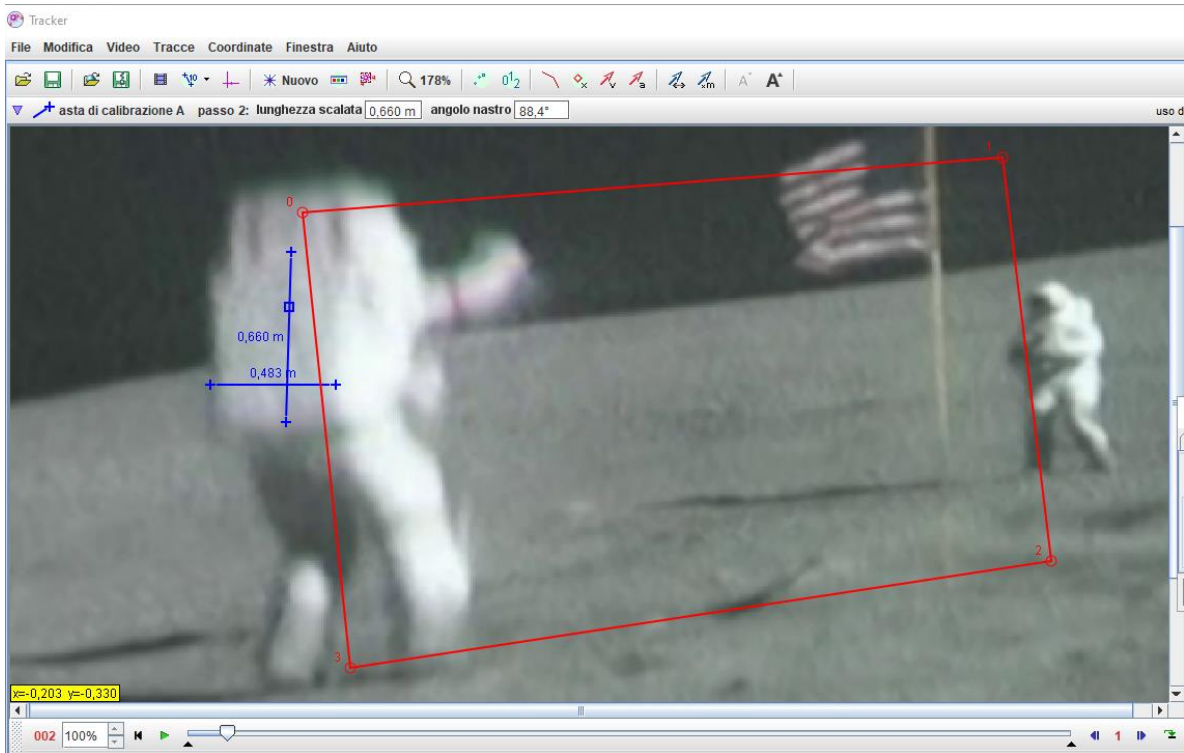 Tracker
File Modifica Video Tracce Coordinate Finestra Aiuto
Nuovo 178%
asta di calibrazione A passo 2: lunghezza scalata 0,660 m angolo nastro 88,4° uso d
1
0
0,660 m
0,483 m
2
3
x=-0,203 y=-0,330
002 100% 1